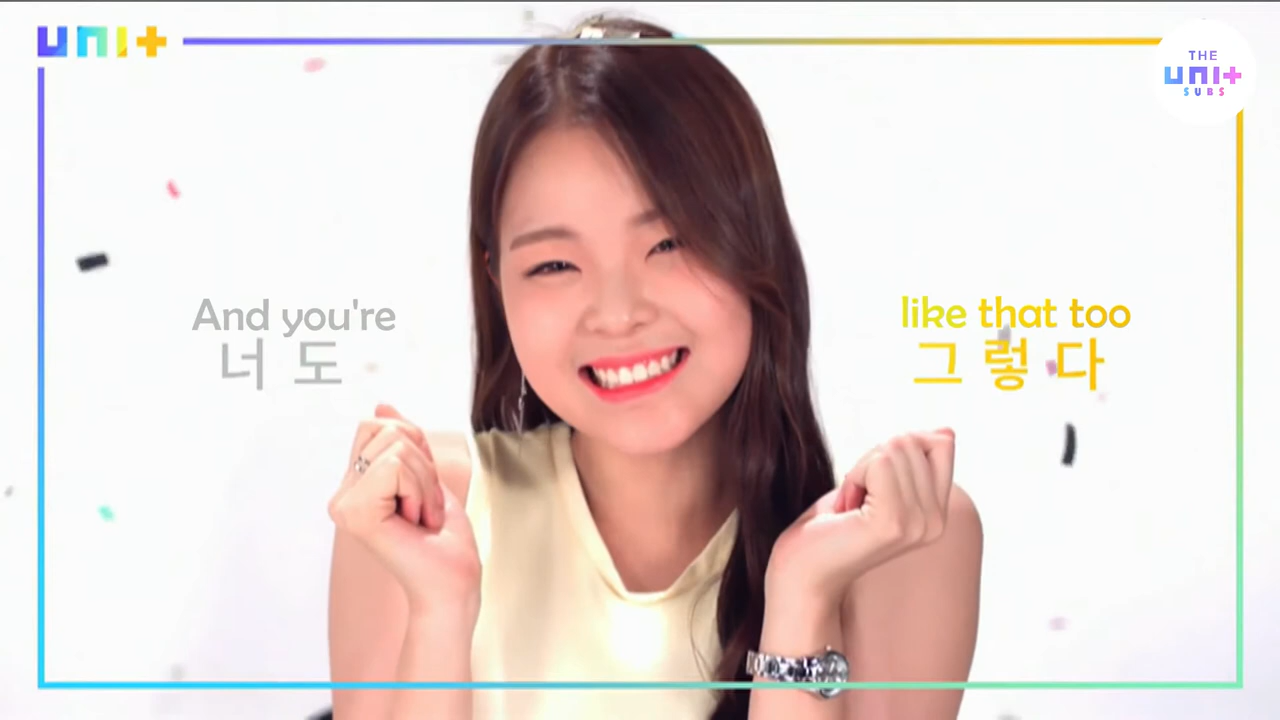 UNI+
THE
UNI+
SUBS
And you're
너도
like that too
그렇다